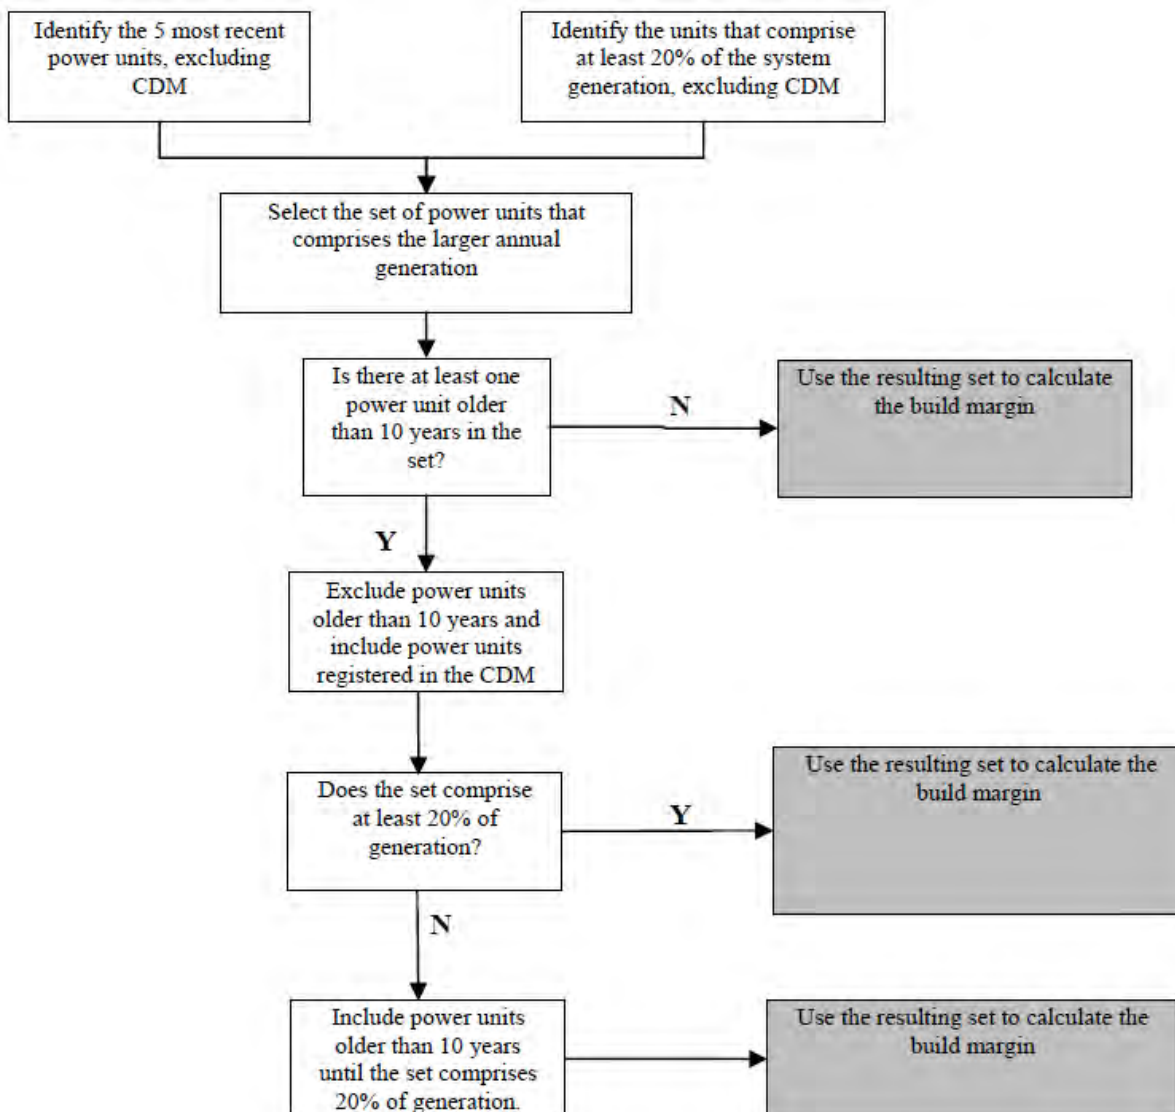 Identify the 5 most recent
power units, excluding
CDM
Identify the units that comprise
at least 20% of the system
generation, excluding CDM
Select the set of power units that
comprises the larger annual
generation
Is there at least one
power unit older
than 10 years in the
set?
N
Use the resulting set to calculate
the build margin
Y
Exclude power units
older than 10 years and
include power units
registered in the CDM
Does the set comprise
at least 20% of
generation?
Y
Use the resulting set to calculate the
build margin
N
Include power units
older than 10 years
until the set comprises
20% of generation.
Use the resulting set to calculate the
build margin